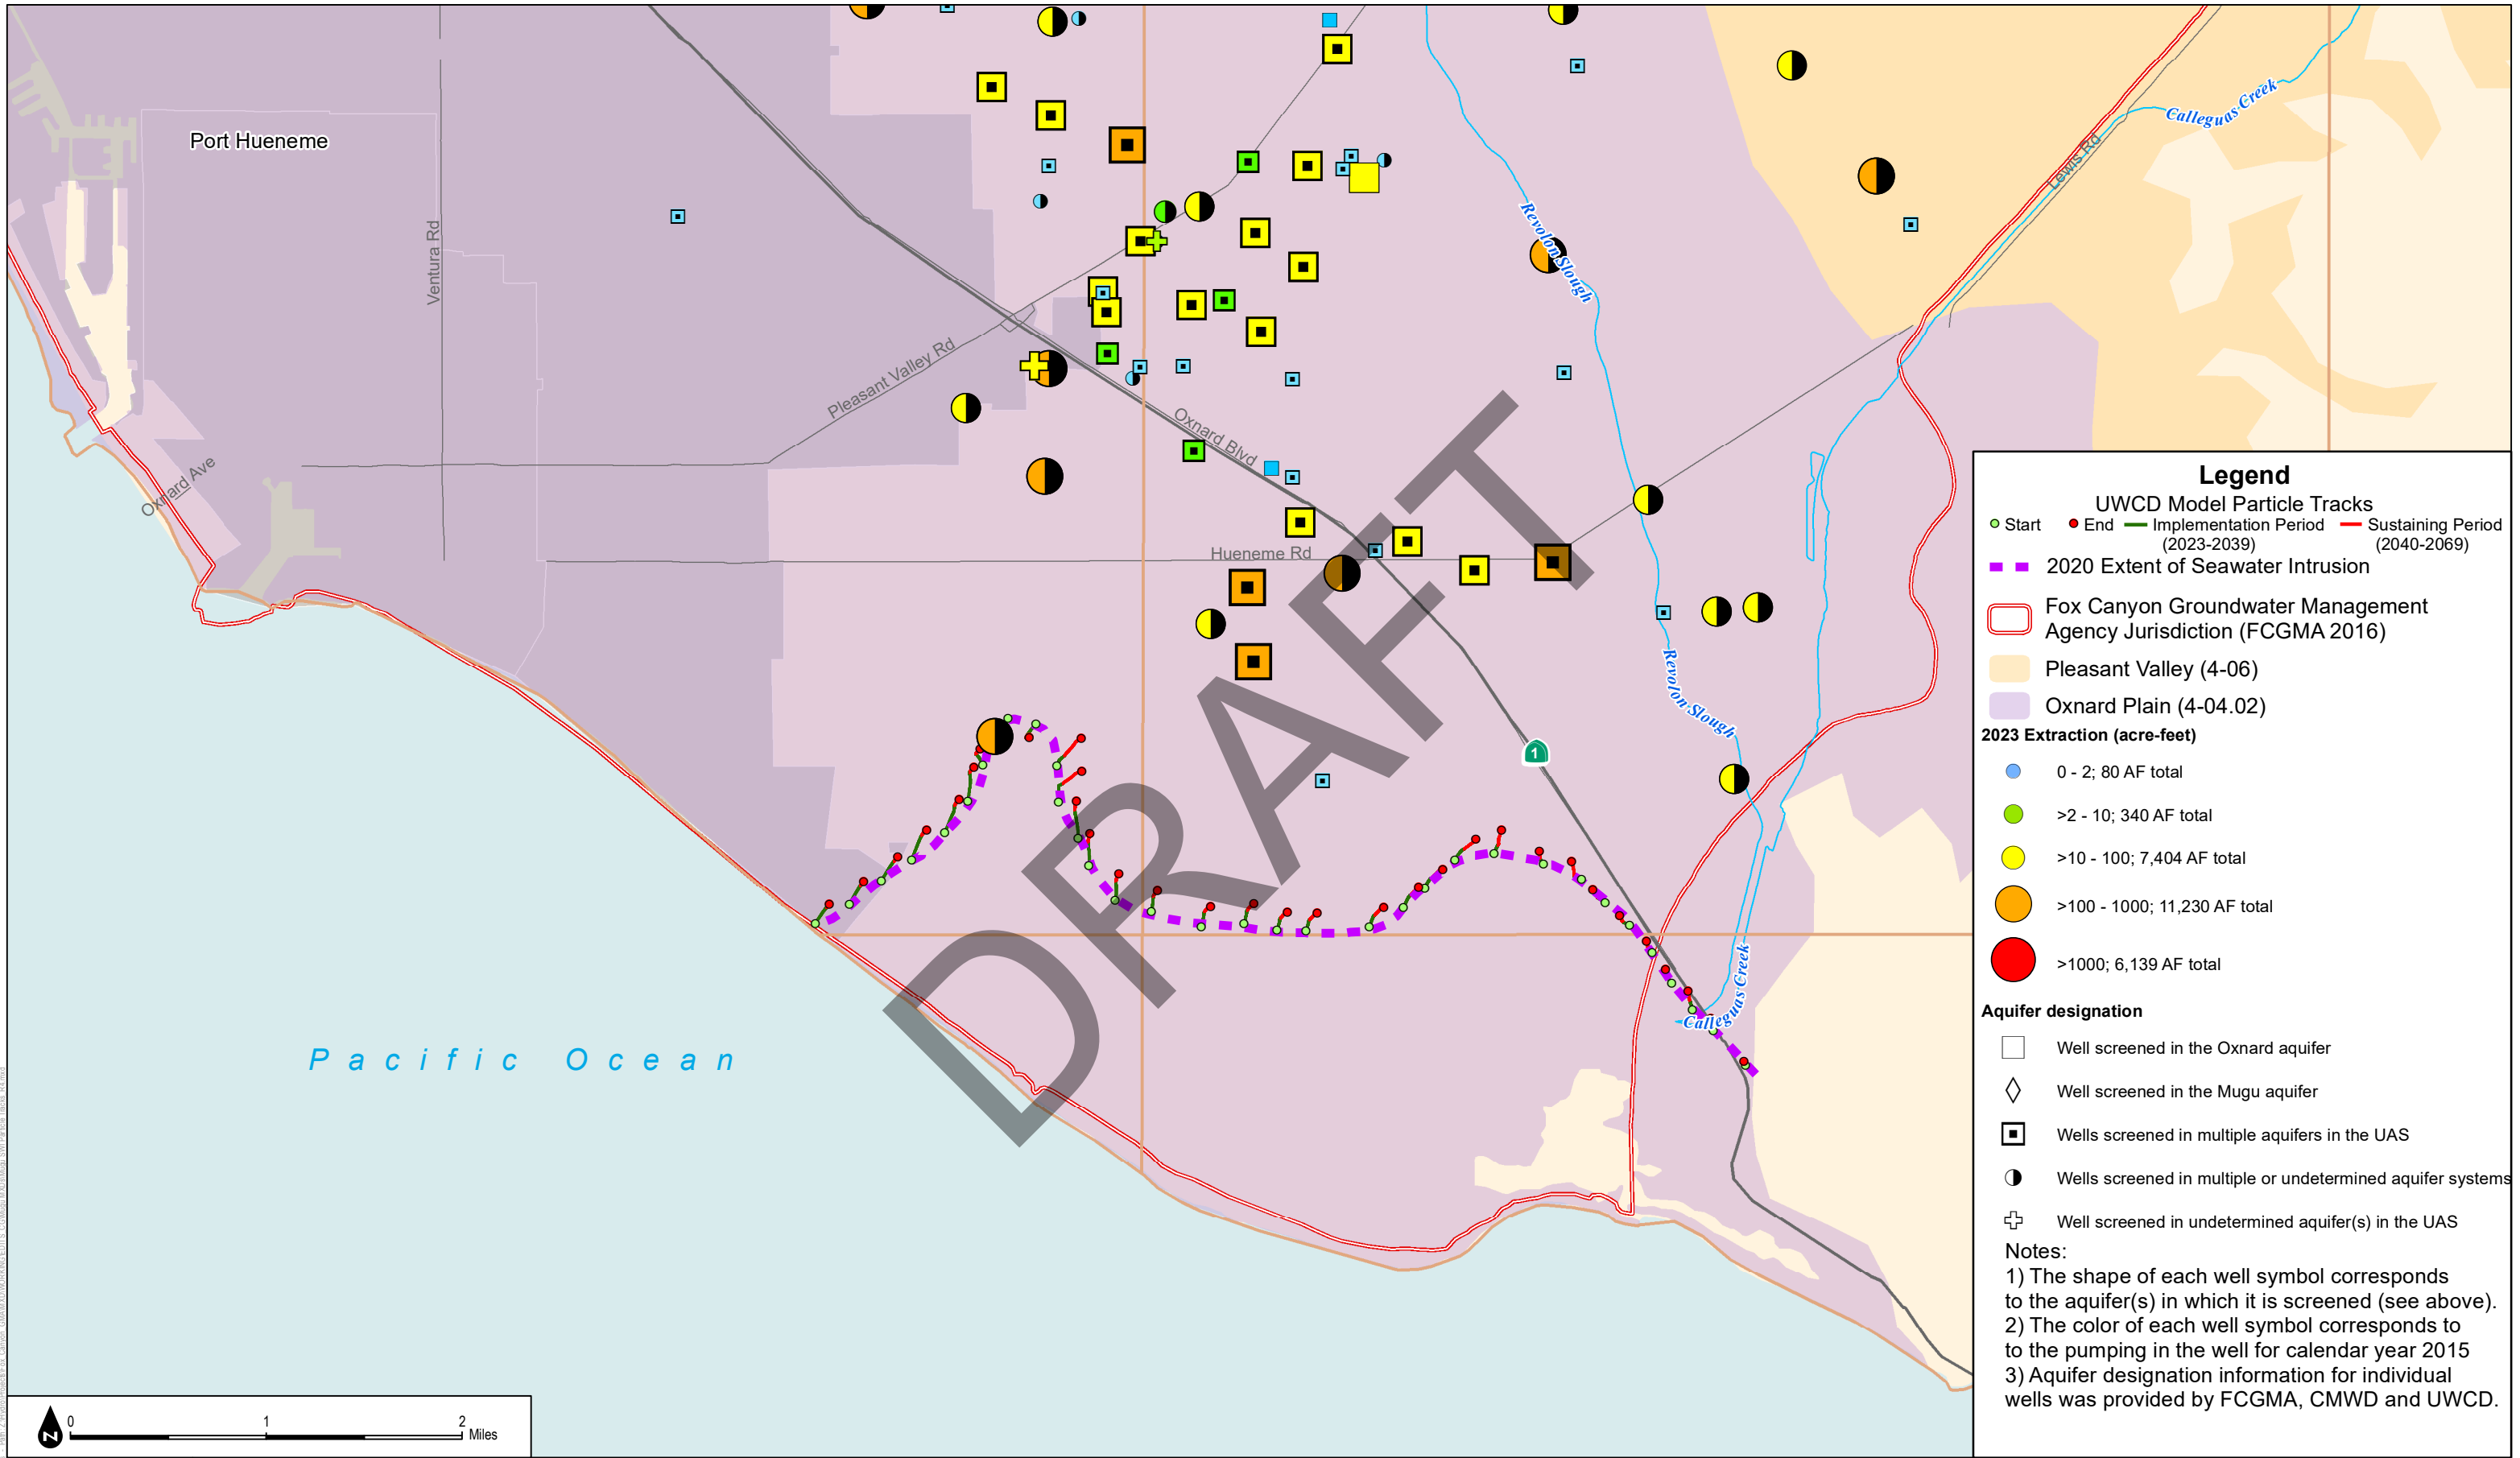 Port Hueneme
Ventura Rd
Oxnard Ave
Pleasant Valley Rd
Oxnard Blvd
Hueneme Rd
Lewis Rd
Calleguas Creek
Revolon Slough
Revolon Slough
Calleguas Creek
1
Pacific Ocean
DRAFT
N
0 1 2
Miles
Legend
UWCD Model Particle Tracks
Start End Implementation Period Sustaining Period
(2023-2039) (2040-2069)
2020 Extent of Seawater Intrusion
Fox Canyon Groundwater Management
Agency Jurisdiction (FCGMA 2016)
Pleasant Valley (4-06)
Oxnard Plain (4-04.02)
2023 Extraction (acre-feet)
0 - 2; 80 AF total
>2 - 10; 340 AF total
>10 - 100; 7,404 AF total
>100 - 1000; 11,230 AF total
>1000; 6,139 AF total
Aquifer designation
Well screened in the Oxnard aquifer
Well screened in the Mugu aquifer
Wells screened in multiple aquifers in the UAS
Wells screened in multiple or undetermined aquifer systems
Well screened in undetermined aquifer(s) in the UAS
Notes:
1) The shape of each well symbol corresponds
to the aquifer(s) in which it is screened (see above).
2) The color of each well symbol corresponds to
to the pumping in the well for calendar year 2015
3) Aquifer designation information for individual
wells was provided by FCGMA, CMWD and UWCD.